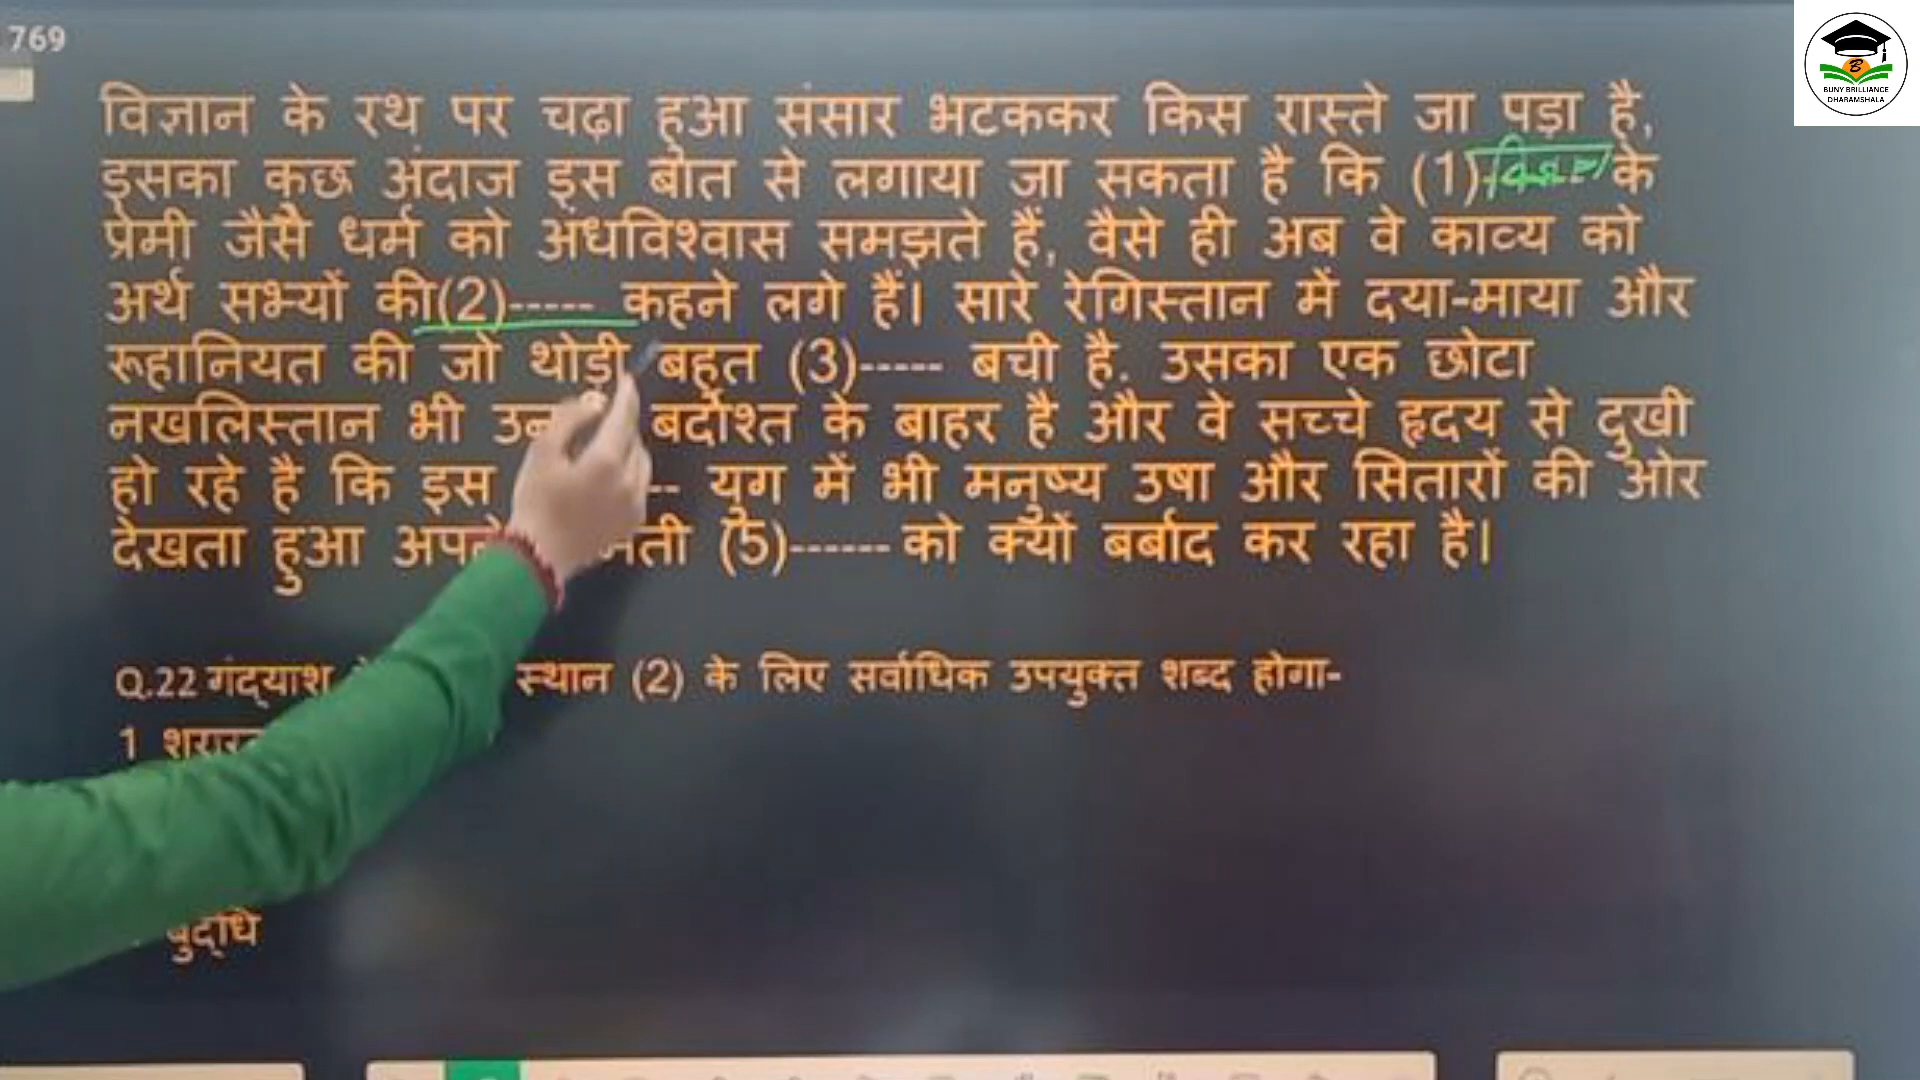 769
BUNY BRILLIANCE
DHARAMSHALA
विज्ञान के रथ पर चढ़ा हुआ संसार भटककर किस रास्ते जा पड़ा है,
इसका कुछ अंदाज इस बात से लगाया जा सकता है कि (1) के
प्रेमी जैसे धर्म को अंधविश्वास समझते हैं, वैसे ही अब वे काव्य को
अर्थ सभ्यों की(2)----- कहने लगे हैं। सारे रेगिस्तान में दया-माया और
रूहानियत की जो थोड़ी बहुत (3)----- बची है. उसका एक छोटा
नखलिस्तान भी बर्दाश्त के बाहर है और वे सच्चे हृदय से दुखी
हो रहे है कि इस -- युग में भी मनुष्य उषा और सितारों की ओर
देखता हुआ (5)------ को क्यों बर्बाद कर रहा है।
Q.22 गंद्याश स्थान (2) के लिए सर्वाधिक उपयुक्त शब्द होगा-
1
बुद्धि